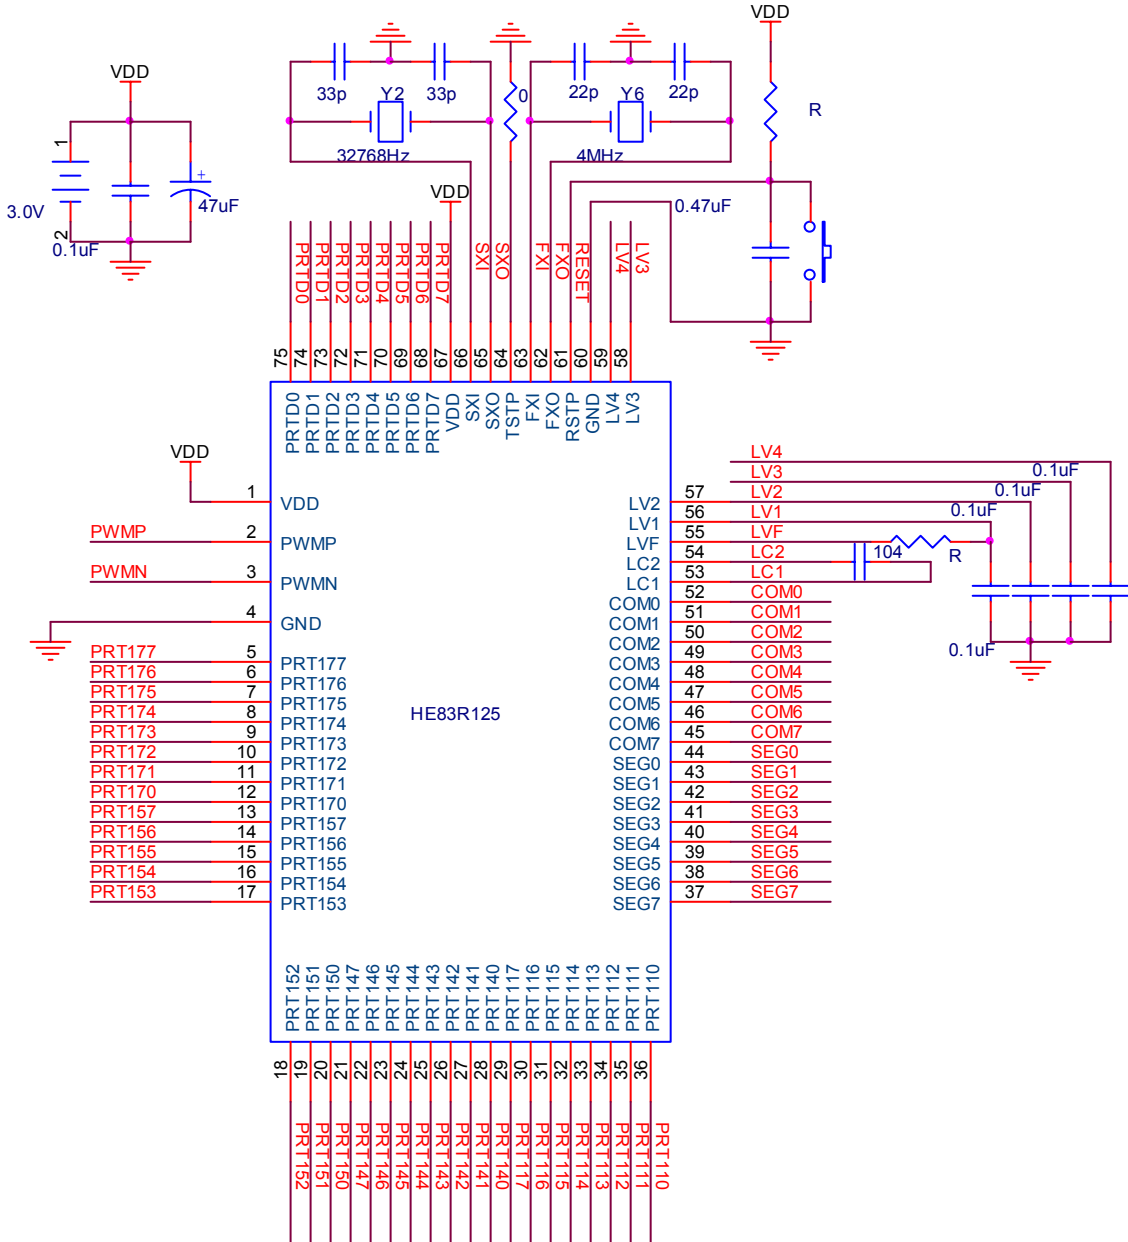 VDD
33p
33p
Y2
32768Hz
0
22p
22p
Y6
4MHz
VDD
R
VDD
1
3.0V
2
0.1uF
+
47uF
VDD
0.47uF
PRTD0
PRTD1
PRTD2
PRTD3
PRTD4
PRTD5
PRTD6
PRTD7
SXI
SXO
FXI
FXO
RESET
LV4
LV3
75
74
73
72
71
70
69
68
67
66
65
64
63
62
61
60
59
58
PRTD0
PRTD1
PRTD2
PRTD3
PRTD4
PRTD5
PRTD6
PRTD7
VDD
SXI
SXO
TSTP
FXI
FXO
RSTP
GND
LV4
LV3
VDD
1 VDD
PWMP 2 PWMP
PWMN 3 PWMN
4 GND
PRT177 5 PRT177
PRT176 6 PRT176
PRT175 7 PRT175
PRT174 8 PRT174
PRT173 9 PRT173
PRT172 10 PRT172
PRT171 11 PRT171
PRT170 12 PRT170
PRT157 13 PRT157
PRT156 14 PRT156
PRT155 15 PRT155
PRT154 16 PRT154
PRT153 17 PRT153
HE83R125
LV4
LV3
LV2 57 LV2
LV1 56 LV1
LVF 55 LVF
LC2 54 LC2
LC1 53 LC1
COM0 52 COM0
COM1 51 COM1
COM2 50 COM2
COM3 49 COM3
COM4 48 COM4
COM5 47 COM5
COM6 46 COM6
COM7 45 COM7
SEG0 44 SEG0
SEG1 43 SEG1
SEG2 42 SEG2
SEG3 41 SEG3
SEG4 40 SEG4
SEG5 39 SEG5
SEG6 38 SEG6
SEG7 37 SEG7
0.1uF
0.1uF
0.1uF
104
R
0.1uF
PRT152
PRT151
PRT150
PRT147
PRT146
PRT145
PRT144
PRT143
PRT142
PRT141
PRT140
PRT117
PRT116
PRT115
PRT114
PRT113
PRT112
PRT111
PRT110
18
19
20
21
22
23
24
25
26
27
28
29
30
31
32
33
34
35
36
PRT152
PRT151
PRT150
PRT147
PRT146
PRT145
PRT144
PRT143
PRT142
PRT141
PRT140
PRT117
PRT116
PRT115
PRT114
PRT113
PRT112
PRT111
PRT110